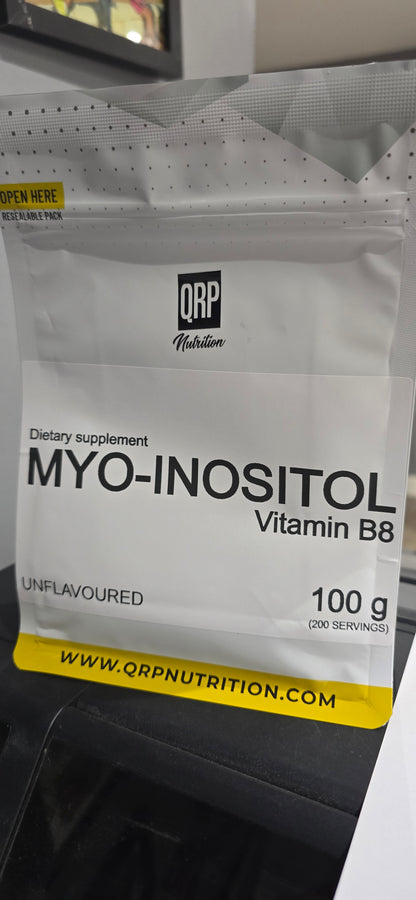 OPEN HERE
RESEALABLE PACK
QRP
Nutrition
Dietary supplement
MYO-INOSITOL
Vitamin B8
UNFLAVOURED
100 g
(200 SERVINGS)
WWW.QRPNUTRITION.COM